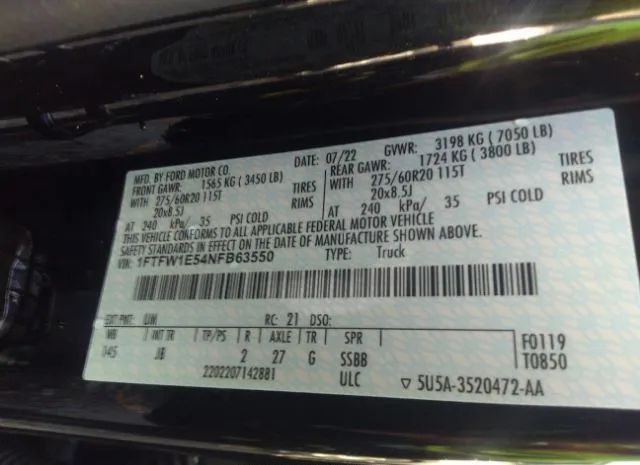 MFD. BY FORD MOTOR CO. DATE: 07/22 GVWR: 3198 KG ( 7050 LB)
FRONT GAWR: 1565 KG ( 3450 LB) REAR GAWR: 1724 KG ( 3800 LB)
WITH 275/60R20 115T TIRES WITH 275/60R20 115T TIRES
20x8.5J RIMS 20x8.5J RIMS
AT 240 kPa/ 35 PSI COLD AT 240 kPa/ 35 PSI COLD
THIS VEHICLE CONFORMS TO ALL APPLICABLE FEDERAL MOTOR VEHICLE
SAFETY STANDARDS IN EFFECT ON THE DATE OF MANUFACTURE SHOWN ABOVE.
VIN: 1FTFW1E54NFB63550 TYPE: Truck
EXT PNT: UM RC: 21 DSO:
WB INT TR TP/PS R AXLE TR SPR F0119
145 JB 2 27 G SSBB T0850
2202207142881 ULC ▽ 5U5A-3520472-AA